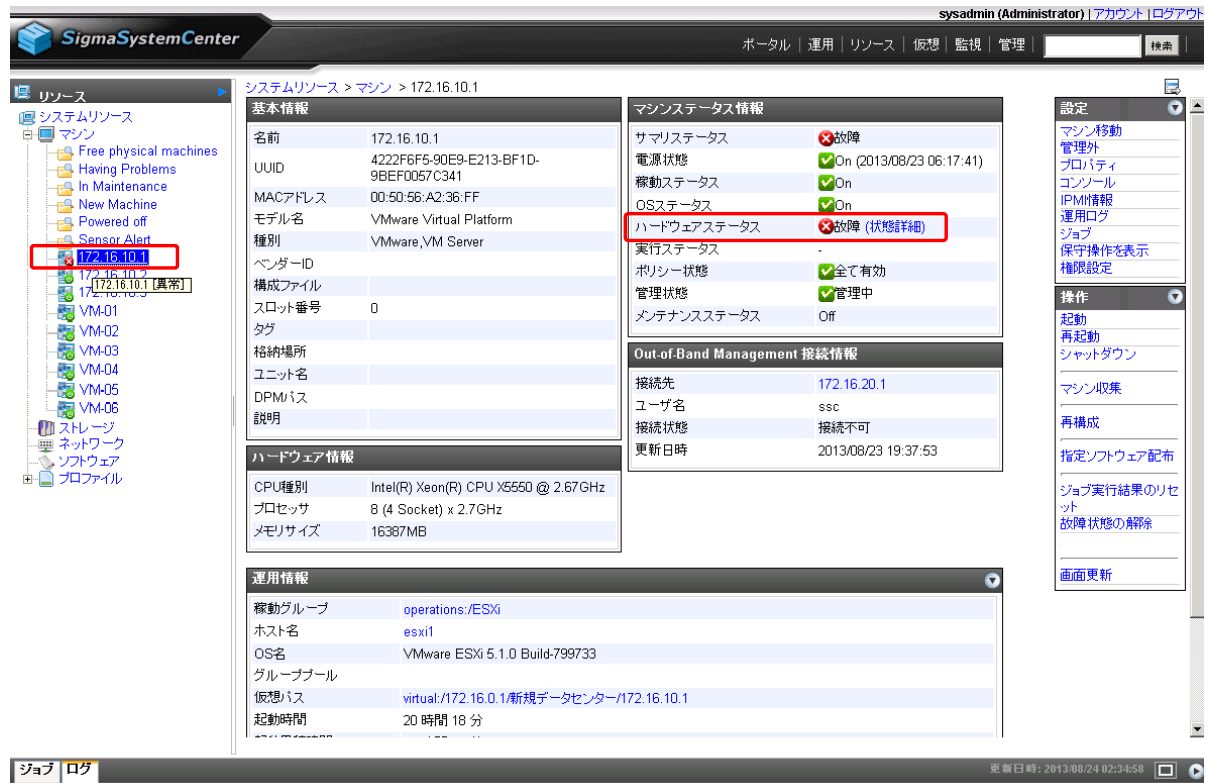 sysadmin (Administrator) | アカウント | ログアウト
SigmaSystemCenter
ポータル | 運用 | リソース | 仮想 | 監視 | 管理 |
検索
リソース
システムリソース
マシン
Free physical machines
Having Problems
In Maintenance
New Machine
Powered off
Sensor Alert
172.16.10.1
172.16.10.2
172.16.10.1 [異常]
172.16.10.3
VM-01
VM-02
VM-03
VM-04
VM-05
VM-06
ストレージ
ネットワーク
ソフトウェア
プロファイル
システムリソース > マシン > 172.16.10.1
基本情報
名前 172.16.10.1
UUID 4222F6F5-90E9-E213-BF1D-
9BEF0057C341
MACアドレス 00:50:56:A2:36:FF
モデル名 VMware Virtual Platform
種別 VMware,VM Server
ベンダーID
構成ファイル
スロット番号 0
タグ
格納場所
ユニット名
DPMパス
説明
ハードウェア情報
CPU種別 Intel(R) Xeon(R) CPU X5550 @ 2.67GHz
プロセッサ 8 (4 Socket) x 2.7GHz
メモリサイズ 16387MB
マシンステータス情報
サマリステータス 故障
電源状態 On (2013/08/23 06:17:41)
稼動ステータス On
OSステータス On
ハードウェアステータス 故障 (状態詳細)
実行ステータス -
ポリシー状態 全て有効
管理状態 管理中
メンテナンスステータス Off
Out-of-Band Management 接続情報
接続先 172.16.20.1
ユーザ名 ssc
接続状態 接続不可
更新日時 2013/08/23 19:37:53
運用情報
稼動グループ operations:/ESXi
ホスト名 esxi1
OS名 VMware ESXi 5.1.0 Build-799733
グループプール
仮想パス virtual:/172.16.0.1/新規データセンター/172.16.10.1
起動時間 20 時間 18 分
設定
マシン移動
管理外
プロパティ
コンソール
IPMI情報
運用ログ
ジョブ
保守操作を表示
権限設定
操作
起動
再起動
シャットダウン
マシン収集
再構成
指定ソフトウェア配布
ジョブ実行結果のリセ
ット
故障状態の解除
画面更新
ジョブ ログ
更新日時 : 2013/08/24 02:34:58